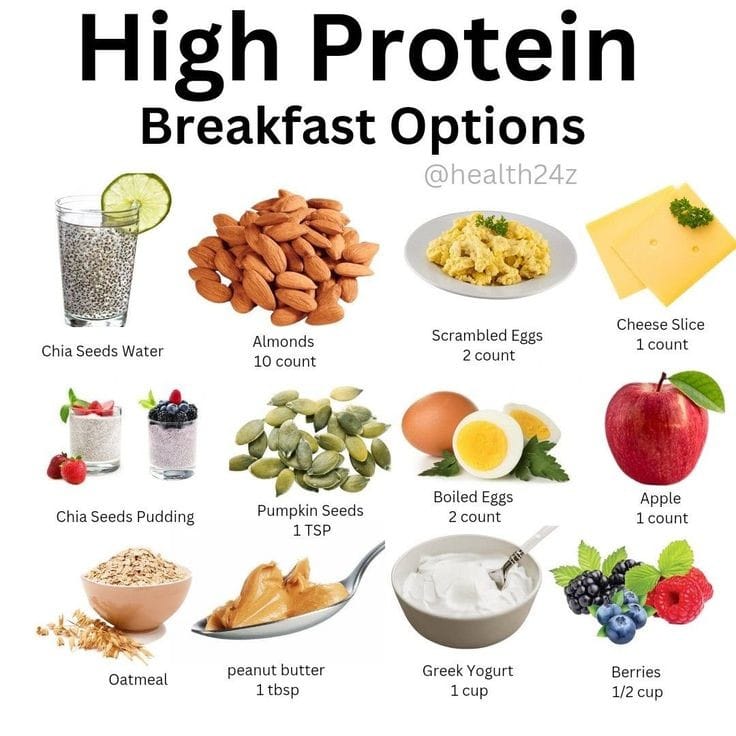 High Protein
Breakfast Options
@health24z
Chia Seeds Water
Almonds
10 count
Scrambled Eggs
2 count
Cheese Slice
1 count
Chia Seeds Pudding
Pumpkin Seeds
1 TSP
Boiled Eggs
2 count
Apple
1 count
Oatmeal
peanut butter
1 tbsp
Greek Yogurt
1 cup
Berries
1/2 cup